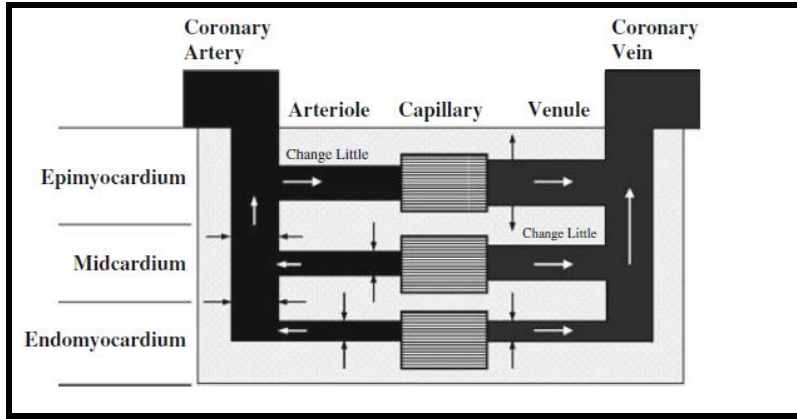 Coronary
Artery
Coronary
Vein
Arteriole
Capillary
Venule
Change Little
Epimyocardium
Change Little
Midcardium
Endomyocardium